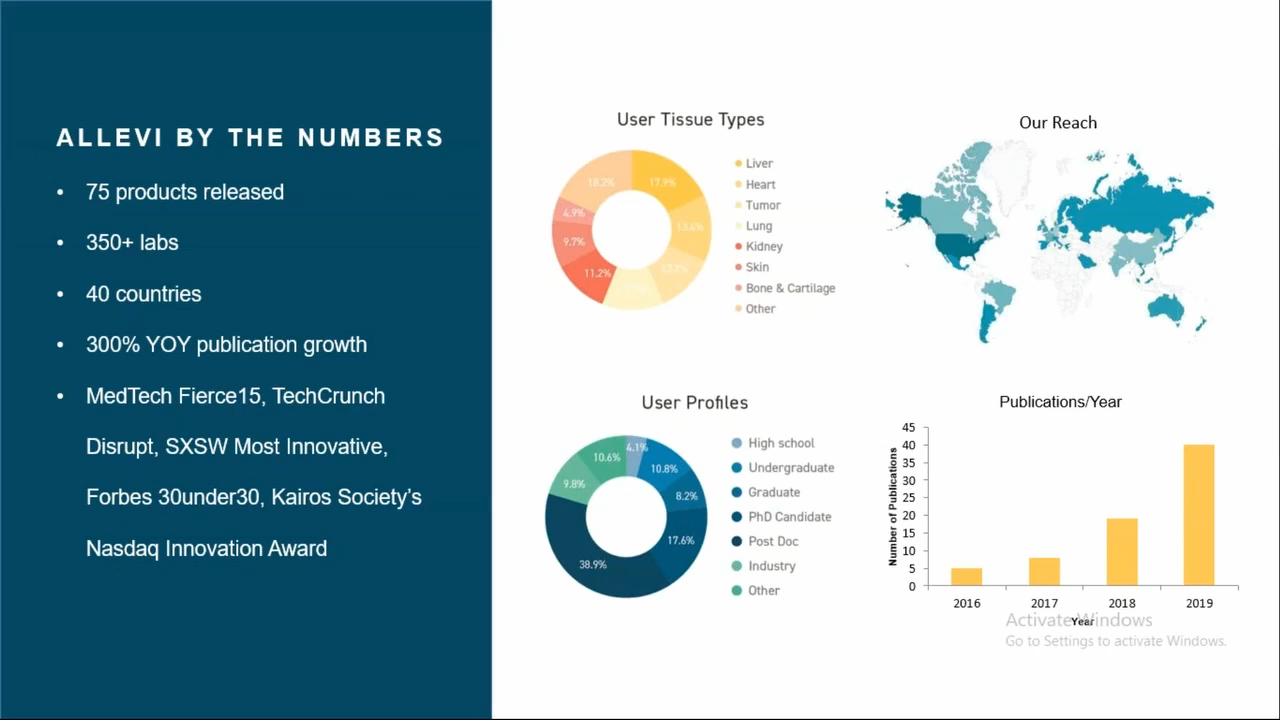 ALLEVI BY THE NUMBERS
• 75 products released
• 350+ labs
• 40 countries
• 300% YOY publication growth
• MedTech Fierce15, TechCrunch
Disrupt, SXSW Most Innovative,
Forbes 30under30, Kairos Society's
Nasdaq Innovation Award
User Tissue Types
18.2%
17.9%
13.4%
11.2%
9.7%
4.9%
Liver
Heart
Tumor
Lung
Kidney
Skin
Bone & Cartilage
Other
Our Reach
User Profiles
4.1%
10.8%
8.2%
17.6%
38.9%
9.8%
10.6%
High school
Undergraduate
Graduate
PhD Candidate
Post Doc
Industry
Other
Publications/Year
Number of Publications
45
40
35
30
25
20
15
10
5
0
2016 2017 2018 2019
Year
Activate Windows
Go to Settings to activate Windows.